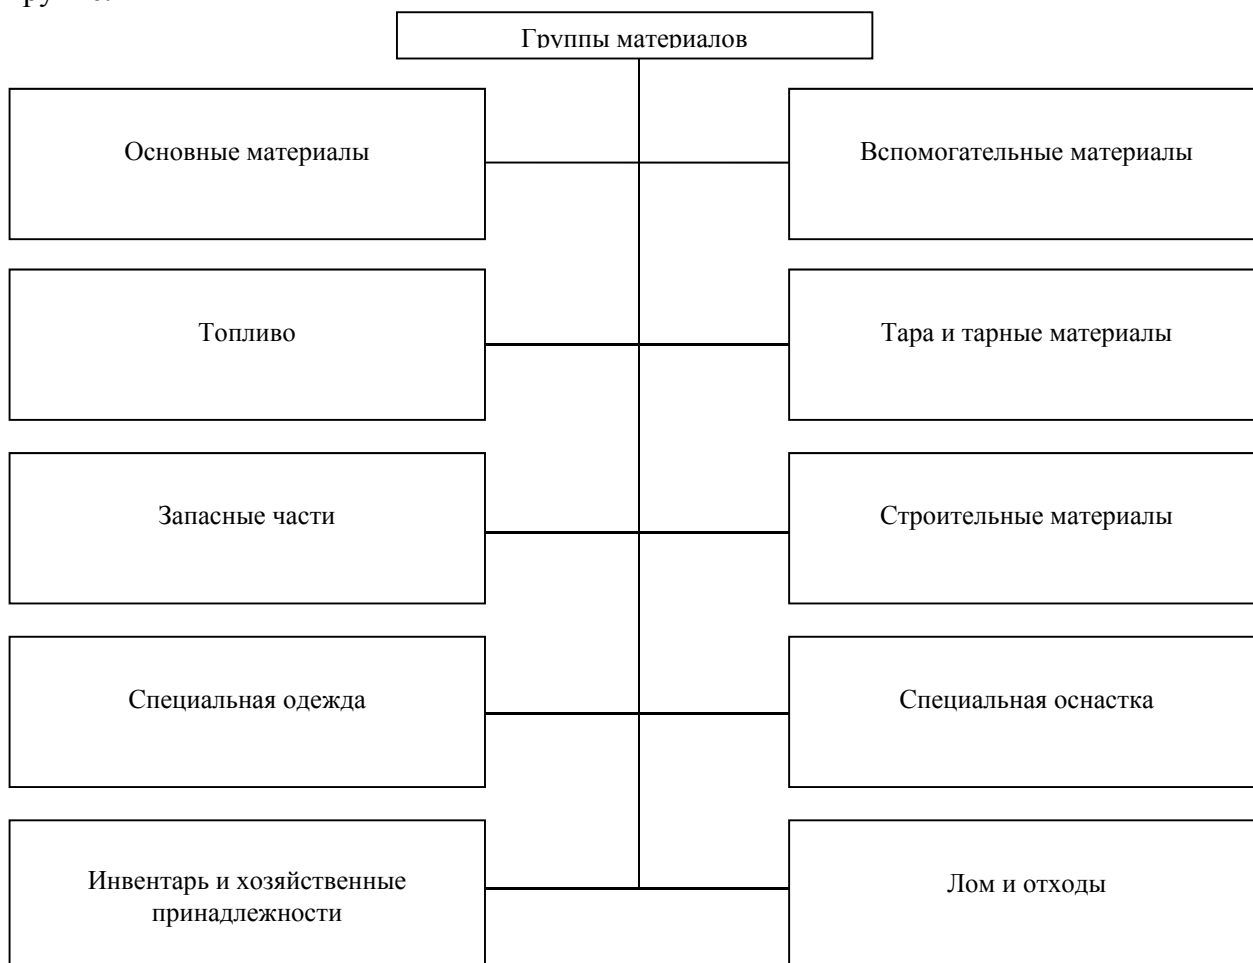 Группы материалов
Основные материалы
Вспомогательные материалы
Топливо
Тара и тарные материалы
Запасные части
Строительные материалы
Специальная одежда
Специальная оснастка
Инвентарь и хозяйственные
принадлежности
Лом и отходы